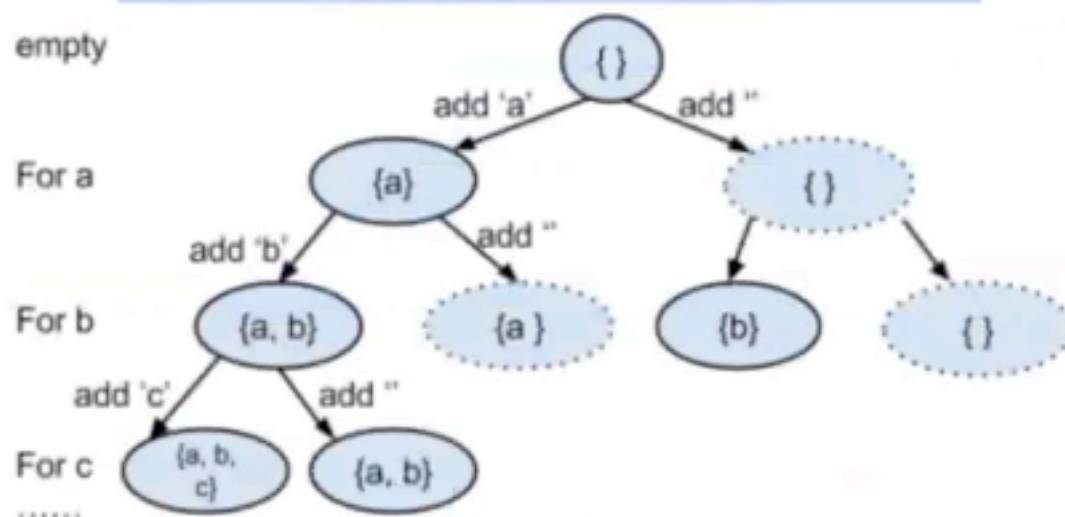 empty
{ }
add 'a'
add ''
For a
{a}
{ }
add 'b'
add ''
For b
{a, b}
{a }
{b}
{ }
add 'c'
add ''
For c
{a, b,
c}
{a, b}
......